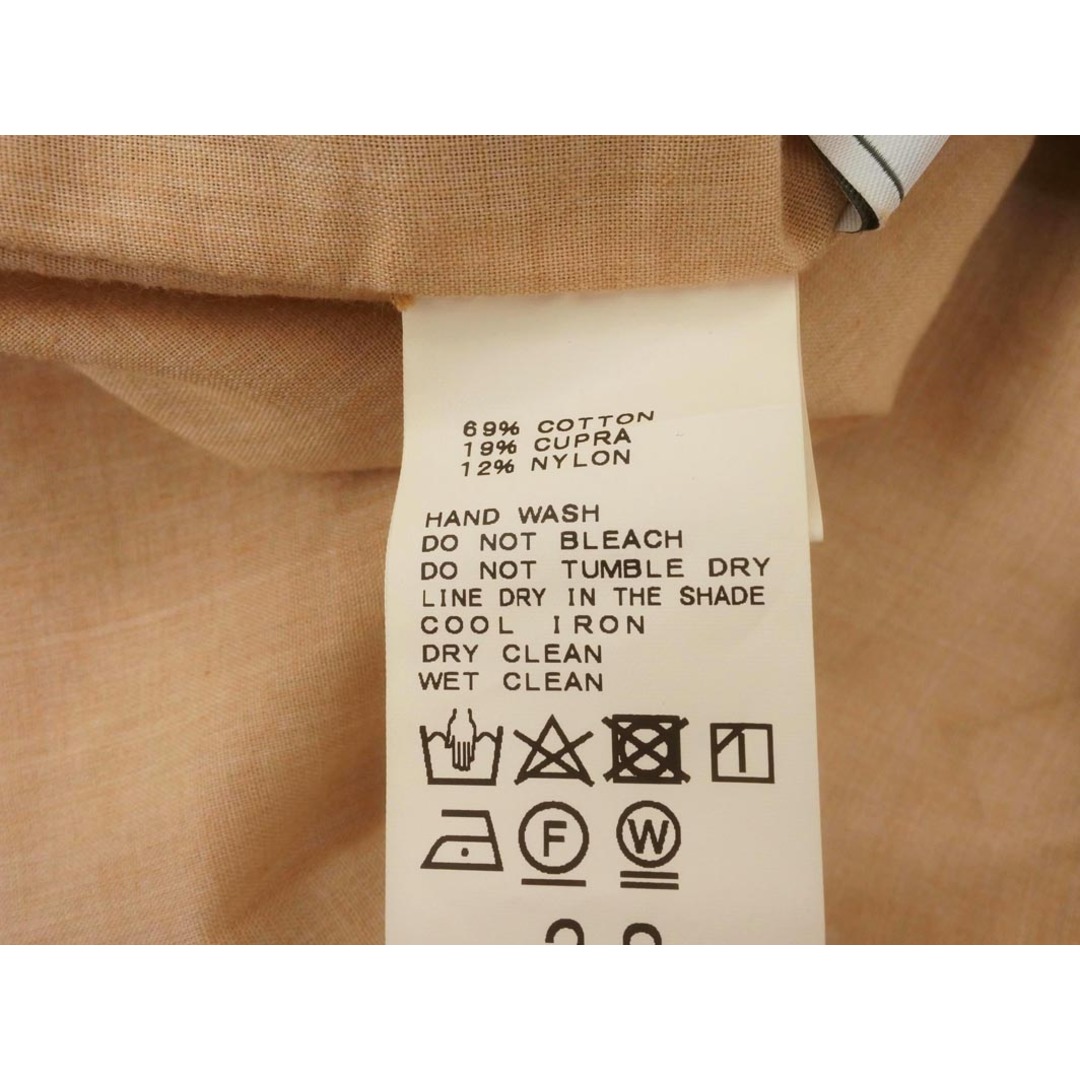 69% COTTON
19% CUPRA
12% NYLON
HAND WASH
DO NOT BLEACH
DO NOT TUMBLE DRY
LINE DRY IN THE SHADE
COOL IRON
DRY CLEAN
WET CLEAN
F W